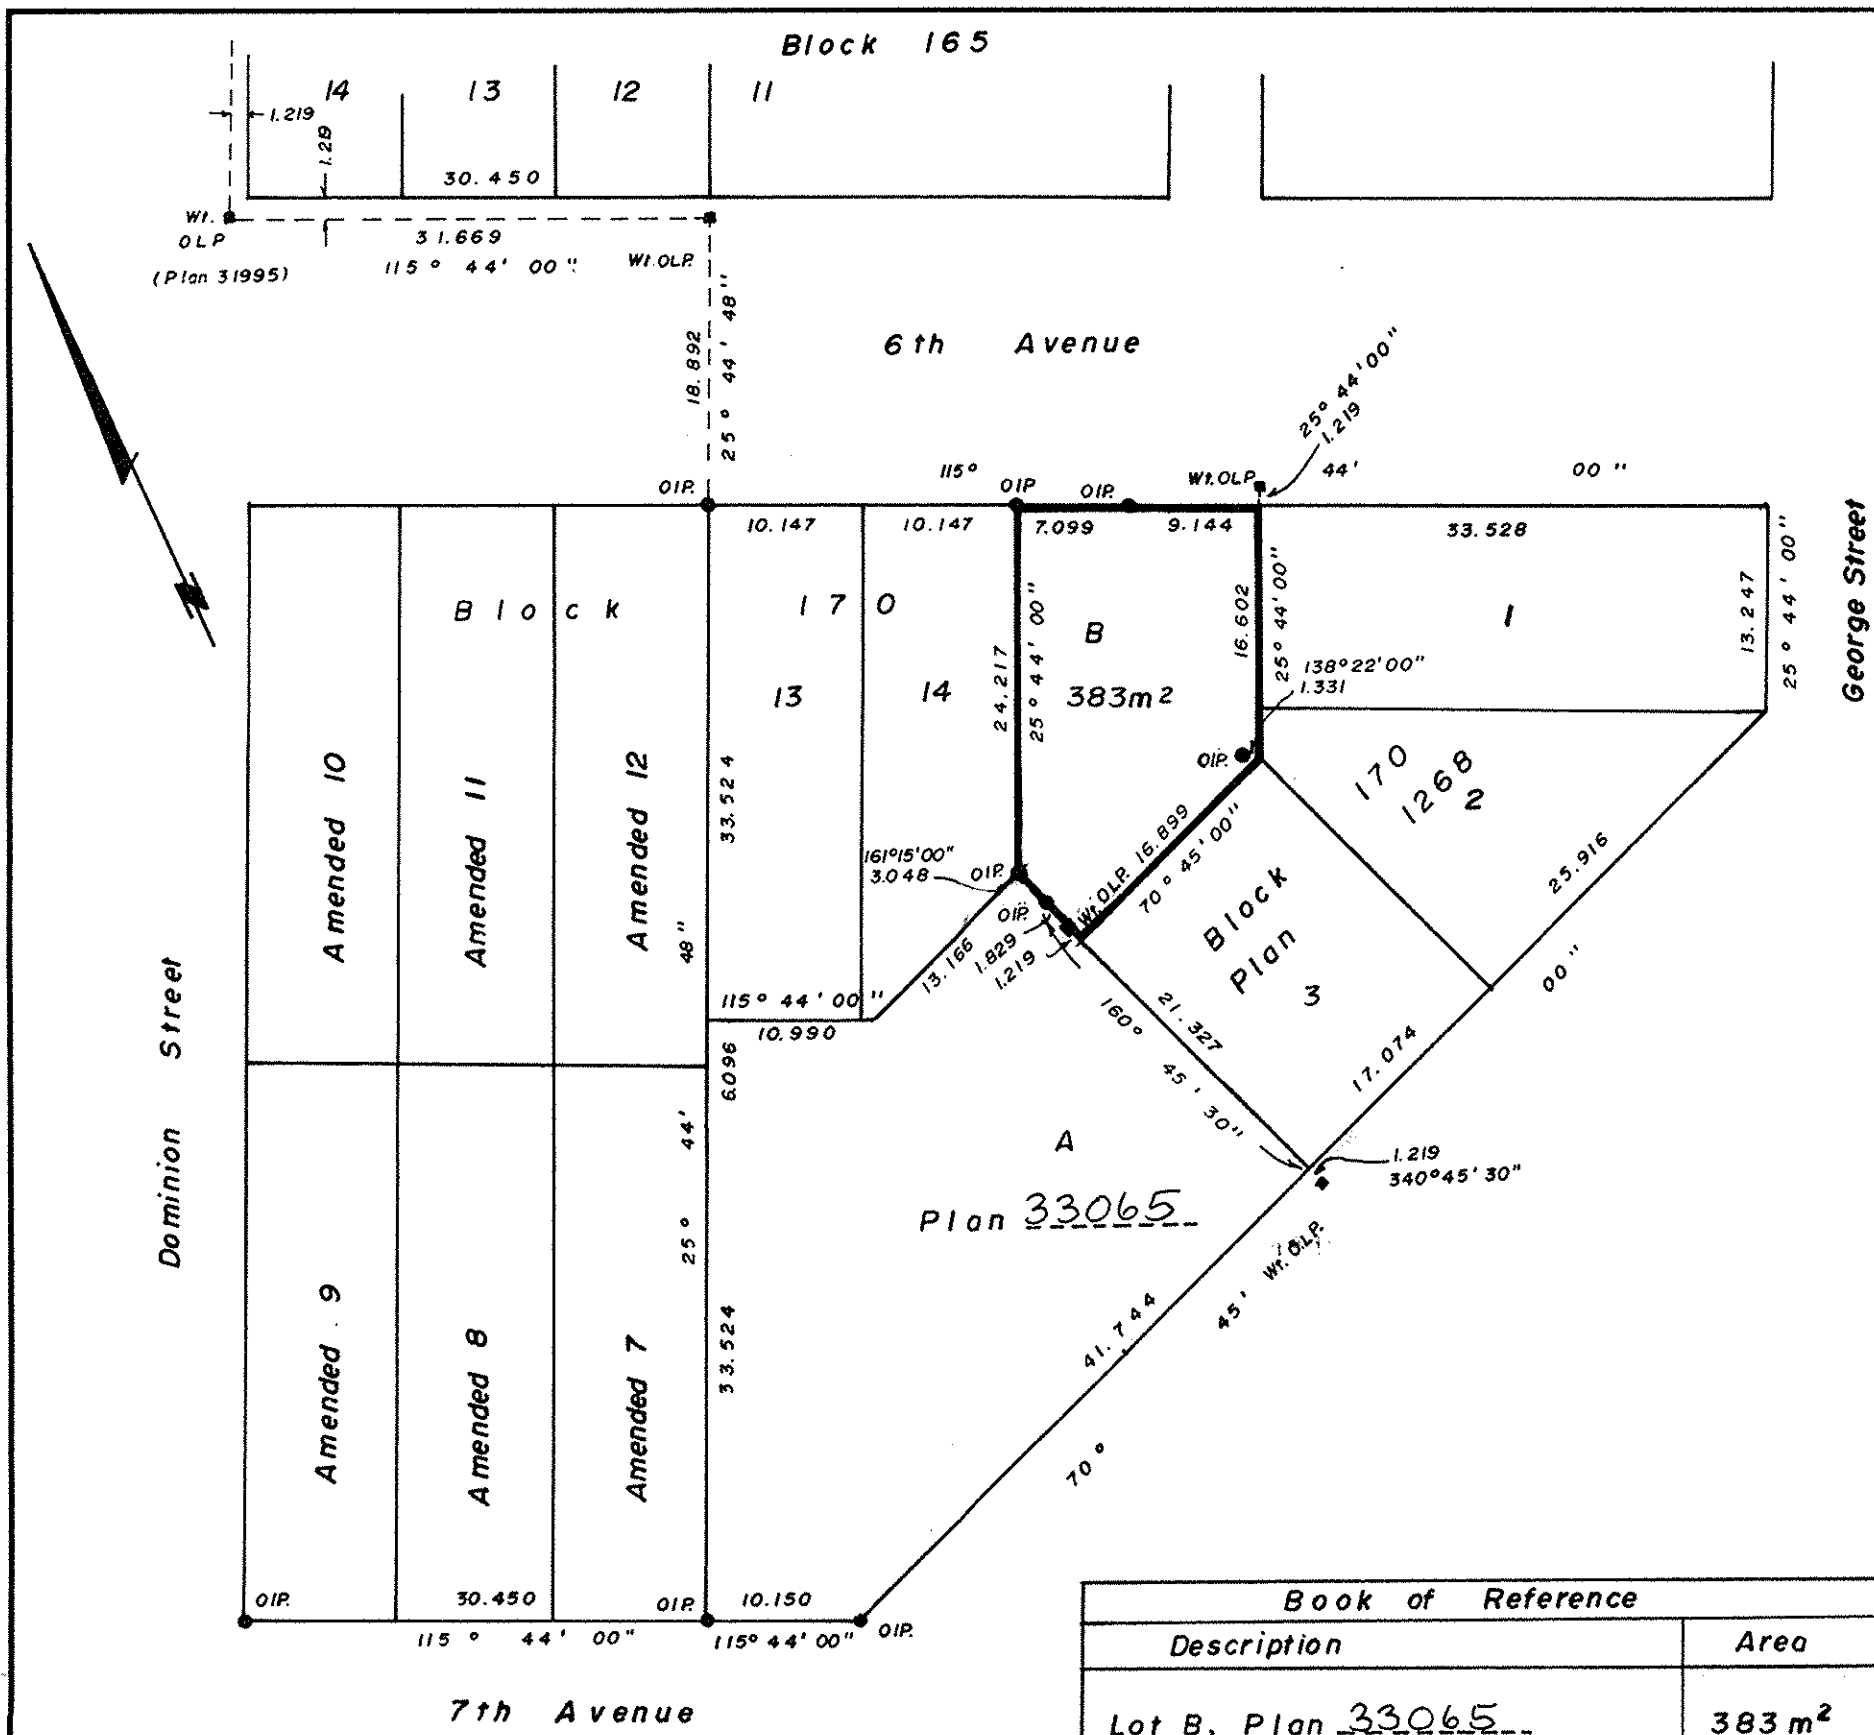 Block 165
14 13 12 11
1.219
1.219
30.450
Wt.
OLP
(Plan 31995)
31.669
115° 44' 00"
Wt.OLP.
18.892
25° 44' 48"
6th Avenue
25° 44' 00"
1.219
OIP.
115°
OIP
OIP.
Wt.OLP
44'
00"
10.147
10.147
7.099
9.144
33.528
13.247
25° 44' 00"
George Street
Block
170
13
14
24.217
25° 44' 00"
B
383m2
16.602
25° 44' 00"
138°22'00"
1.331
OIP.
1
170
1268
2
25.916
Amended 10
Amended 11
Amended 12
33.524
48"
161°15'00"
3.048
OIP.
OIP.
1.829
1.219
Wt.OLP.
16.899
70° 45' 00"
Block
Plan
3
00"
13.166
115° 44' 00"
10.990
6.096
160°
45'
30"
21.327
17.074
1.219
340°45'30"
Wt.OLP.
Dominion Street
44'
25°
A
Plan 33065
45'
41.744
70°
Amended 9
Amended 8
Amended 7
33.524
OIP.
30.450
OIP.
10.150
OIP.
115° 44' 00"
115° 44' 00"
7th Avenue
Book of Reference
Description Area
Lot B, Plan 33065 383 m²